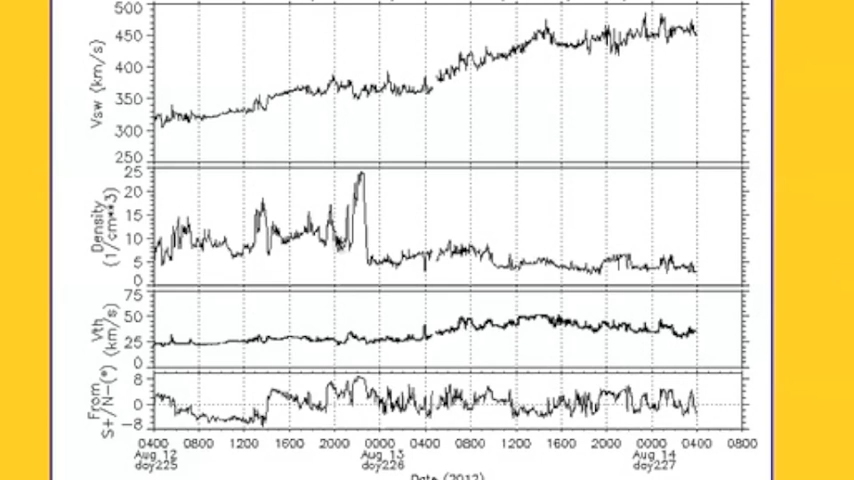 500
450
400
350
300
250
Vsw (km/s)
25
20
15
10
5
0
Density
(1/cm**3)
75
50
25
0
Vth
(km/s)
8
0
-8
From
S+/N-(°)
0400 0800 1200 1600 2000 0000 0400 0800 1200 1600 2000 0000 0400 0800
Aug 12 Aug 13 Aug 14
day225 day226 day227
Date (2012)